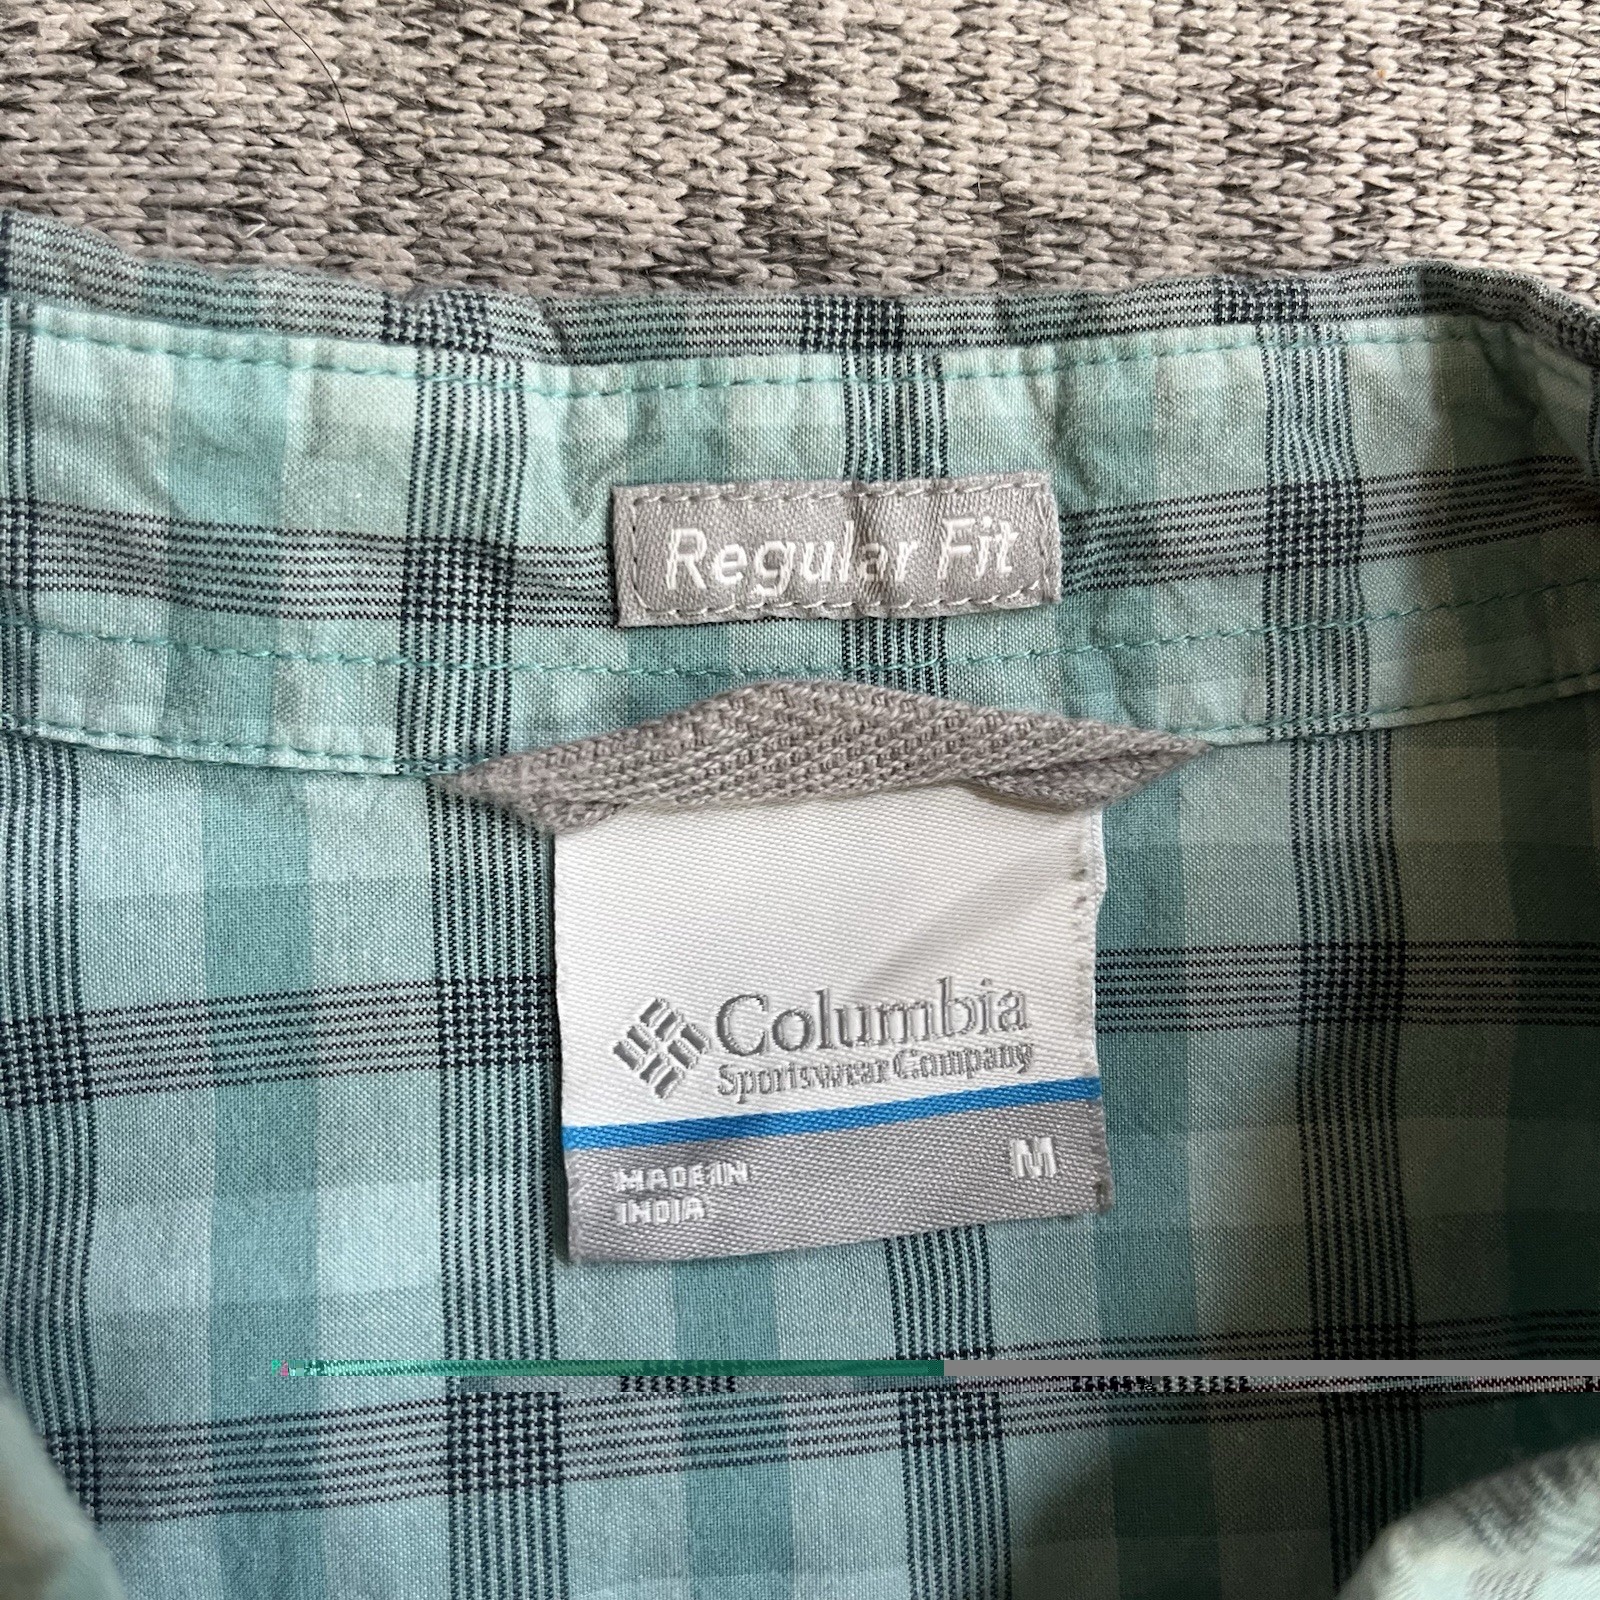 Regular Fit
Columbia
Sportswear Company
MADE IN
INDIA
M